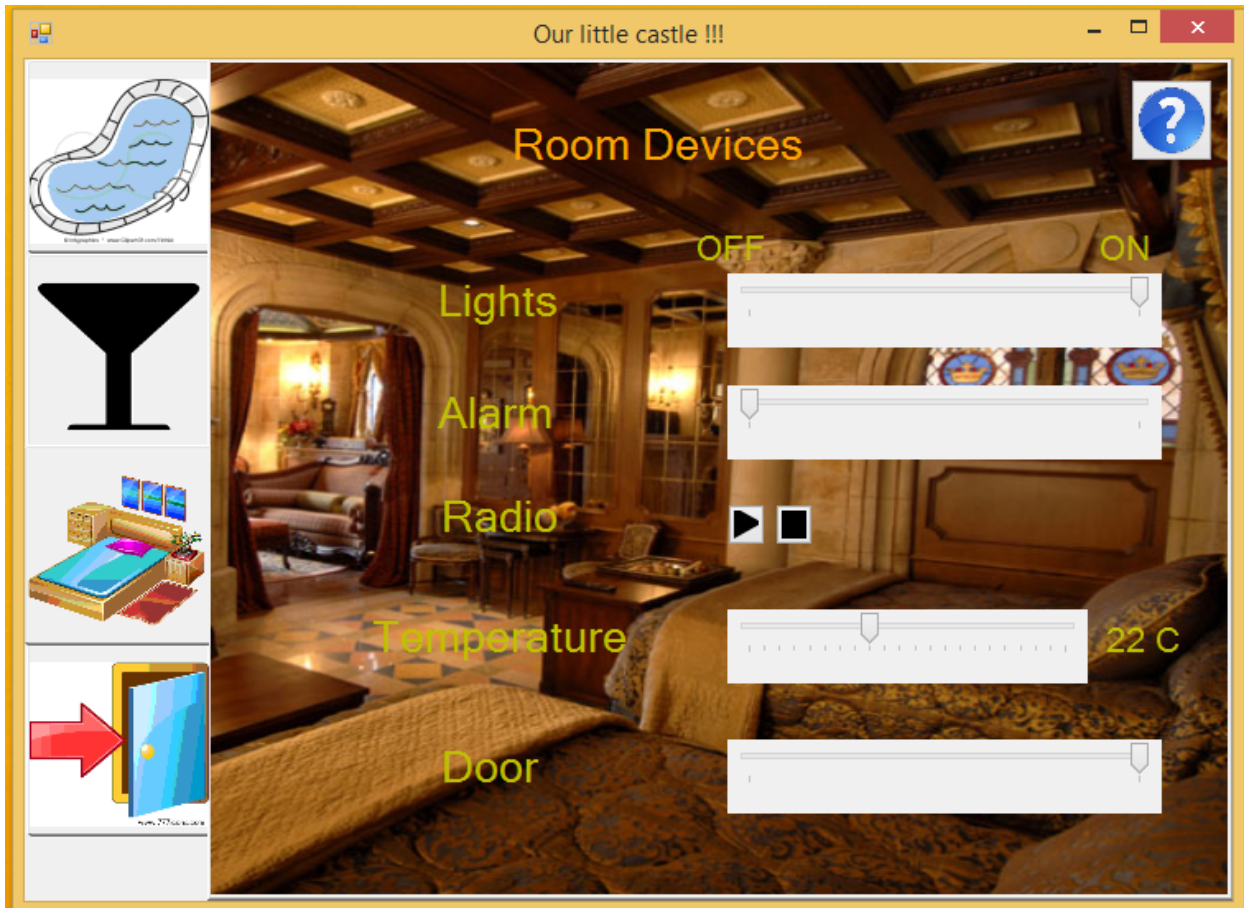 Our little castle !!!
Room Devices
OFF ON
Lights
Alarm
Radio
Temperature 22 C
Door